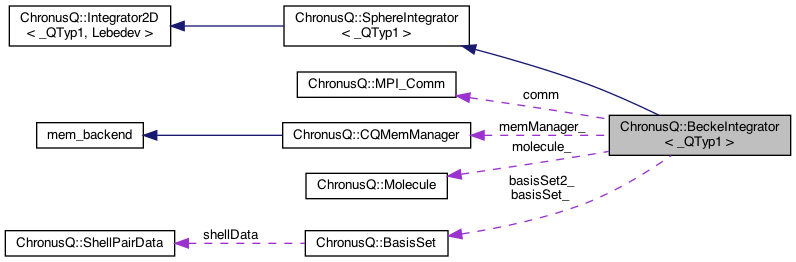 ChronusQ::Integrator2D
< _QTyp1, Lebedev >
ChronusQ::SphereIntegrator
< _QTyp1 >
ChronusQ::MPI_Comm
comm
ChronusQ::BeckeIntegrator
< _QTyp1 >
mem_backend
ChronusQ::CQMemManager
memManager_
molecule_
ChronusQ::Molecule
basisSet2_
basisSet_
ChronusQ::ShellPairData
shellData
ChronusQ::BasisSet